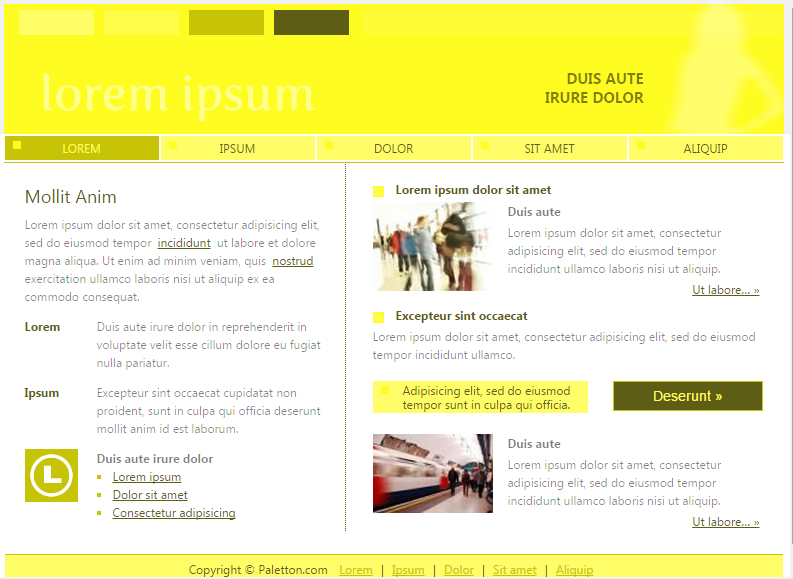 lorem ipsum
DUIS AUTE
IRURE DOLOR
LOREM
IPSUM
DOLOR
SIT AMET
ALIQUIP
Mollit Anim
Lorem ipsum dolor sit amet, consectetur adipisicing elit,
sed do eiusmod tempor incididunt ut labore et dolore
magna aliqua. Ut enim ad minim veniam, quis nostrud
exercitation ullamco laboris nisi ut aliquip ex ea
commodo consequat.
Lorem
Duis aute irure dolor in reprehenderit in
voluptate velit esse cillum dolore eu fugiat
nulla pariatur.
Ipsum
Excepteur sint occaecat cupidatat non
proident, sunt in culpa qui officia deserunt
mollit anim id est laborum.
Duis aute irure dolor
Lorem ipsum
Dolor sit amet
Consectetur adipisicing
Lorem ipsum dolor sit amet
Duis aute
Lorem ipsum dolor sit amet, consectetur
adipisicing elit, sed do eiusmod tempor
incididunt ullamco laboris nisi ut aliquip.
Ut labore... »
Excepteur sint occaecat
Lorem ipsum dolor sit amet, consectetur adipisicing elit, sed do eiusmod
tempor incididunt ullamco.
Adipisicing elit, sed do eiusmod
tempor sunt in culpa qui officia.
Deserunt »
Duis aute
Lorem ipsum dolor sit amet, consectetur
adipisicing elit, sed do eiusmod tempor
incididunt ullamco laboris nisi ut aliquip.
Ut labore... »
Copyright © Paletton.com Lorem | Ipsum | Dolor | Sit amet | Aliquip